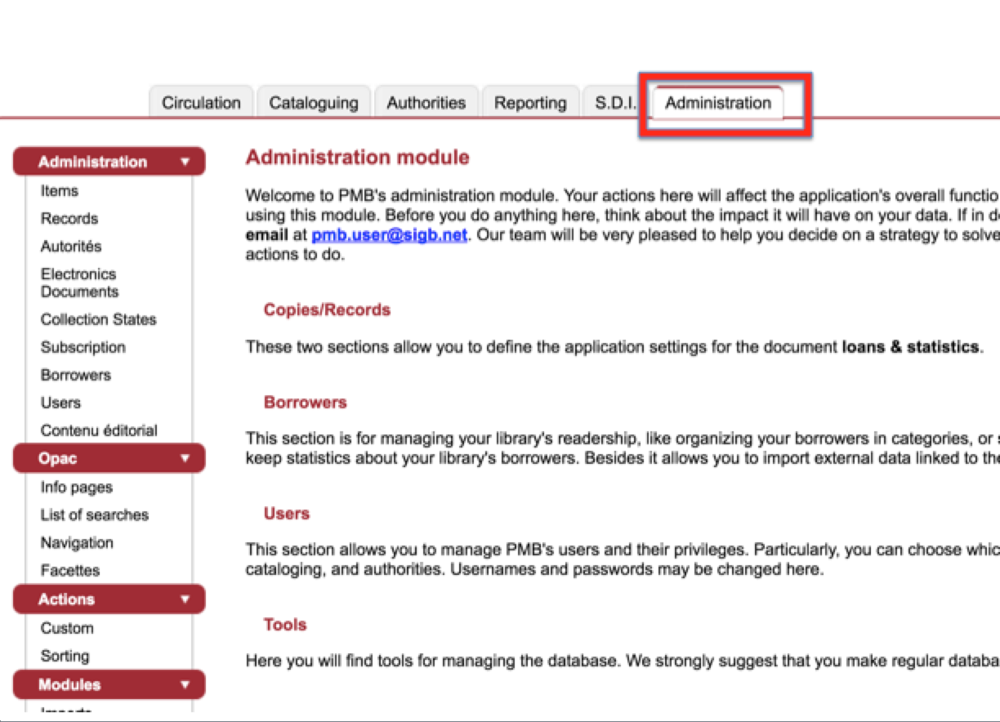 Circulation Cataloguing Authorities Reporting S.D.I. Administration
Administration
Items
Records
Autorités
Electronics
Documents
Collection States
Subscription
Borrowers
Users
Contenu éditorial
Opac
Info pages
List of searches
Navigation
Facettes
Actions
Custom
Sorting
Modules
Administration module
Welcome to PMB's administration module. Your actions here will affect the application's overall
using this module. Before you do anything here, think about the impact it will have on your data. If in
email at pmb.user@sigb.net. Our team will be very pleased to help you decide on a strategy to solve
actions to do.
Copies/Records
These two sections allow you to define the application settings for the document loans & statistics.
Borrowers
This section is for managing your library's readership, like organizing your borrowers in categories, or
keep statistics about your library's borrowers. Besides it allows you to import external data linked to
Users
This section allows you to manage PMB's users and their privileges. Particularly, you can choose
cataloging, and authorities. Usernames and passwords may be changed here.
Tools
Here you will find tools for managing the database. We strongly suggest that you make regular